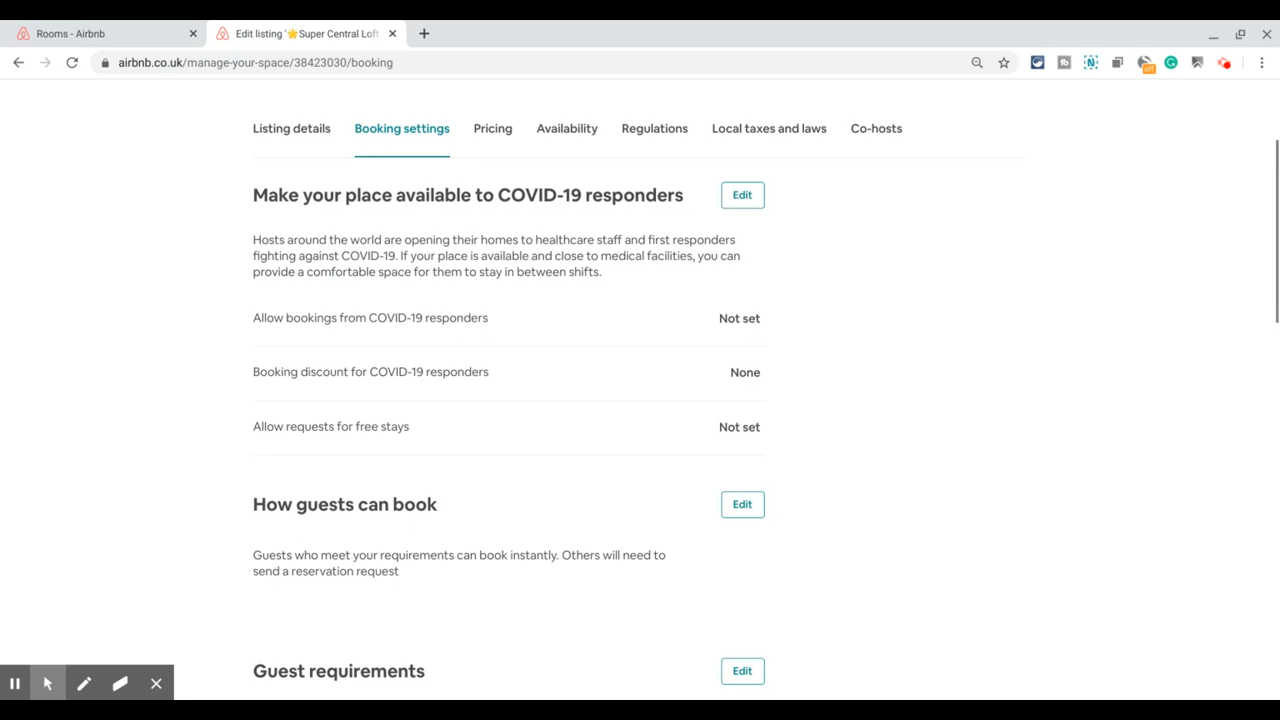 Rooms - Airbnb
Edit listing '⭐Super Central Loft
airbnb.co.uk/manage-your-space/38423030/booking
off
Listing details
Booking settings
Pricing
Availability
Regulations
Local taxes and laws
Co-hosts
Make your place available to COVID-19 responders
Edit
Hosts around the world are opening their homes to healthcare staff and first responders
fighting against COVID-19. If your place is available and close to medical facilities, you can
provide a comfortable space for them to stay in between shifts.
Allow bookings from COVID-19 responders
Not set
Booking discount for COVID-19 responders
None
Allow requests for free stays
Not set
How guests can book
Edit
Guests who meet your requirements can book instantly. Others will need to
send a reservation request
Guest requirements
Edit